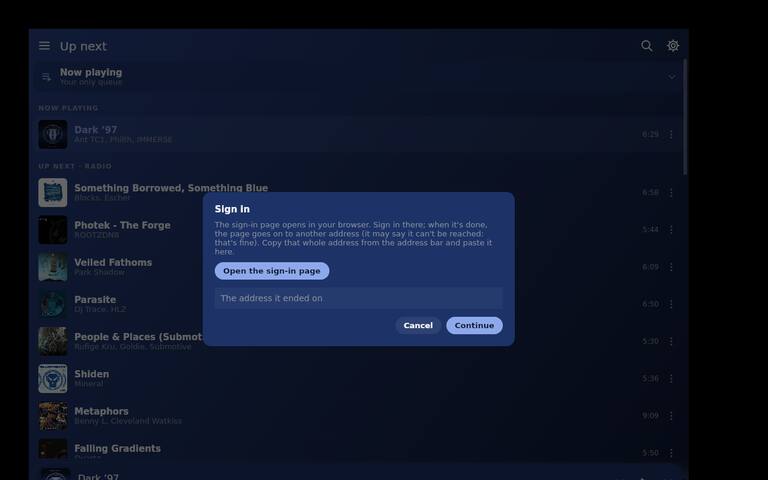 Up next
Now playing
Your only queue
NOW PLAYING
Dark '97
Ant TC1, Philth, IMMERSE
6:29
UP NEXT · RADIO
Something Borrowed, Something Blue
Blocks, Escher
6:58
Photek - The Forge
ROOTZDNB
5:44
Veiled Fathoms
Park Shadow
6:09
Parasite
DJ Trace, HLZ
6:50
People & Places (Submot
Rufige Kru, Goldie, Submotive
5:30
Shiden
Mineral
5:36
Metaphors
Benny L, Cleveland Watkiss
9:09
Falling Gradients
5:50
Dark '97
Sign in
The sign-in page opens in your browser. Sign in there; when it's done,
the page goes on to another address (it may say it can't be reached:
that's fine). Copy that whole address from the address bar and paste it
here.
Open the sign-in page
The address it ended on
Cancel
Continue